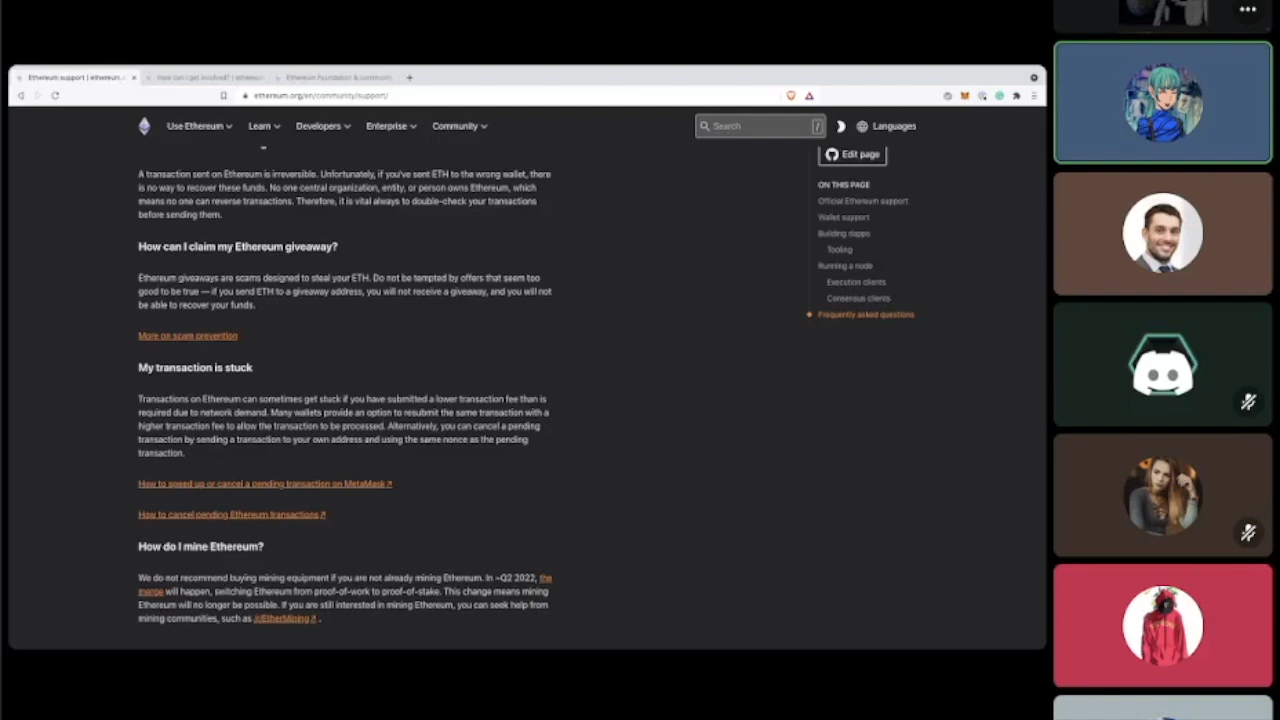 Ethereum support | ethereum.
How can I get involved? | ethereum
Ethereum Foundation & communit
ethereum.org/en/community/support/
Use Ethereum
Learn
Developers
Enterprise
Community
Search
/
Languages
Edit page
A transaction sent on Ethereum is irreversible. Unfortunately, if you've sent ETH to the wrong wallet, there
is no way to recover these funds. No one central organization, entity, or person owns Ethereum, which
means no one can reverse transactions. Therefore, it is vital always to double-check your transactions
before sending them.
How can I claim my Ethereum giveaway?
Ethereum giveaways are scams designed to steal your ETH. Do not be tempted by offers that seem too
good to be true — if you send ETH to a giveaway address, you will not receive a giveaway, and you will not
be able to recover your funds.
More on scam prevention
My transaction is stuck
Transactions on Ethereum can sometimes get stuck if you have submitted a lower transaction fee than is
required due to network demand. Many wallets provide an option to resubmit the same transaction with a
higher transaction fee to allow the transaction to be processed. Alternatively, you can cancel a pending
transaction by sending a transaction to your own address and using the same nonce as the pending
transaction.
How to speed up or cancel a pending transaction on MetaMask
How to cancel pending Ethereum transactions
How do I mine Ethereum?
We do not recommend buying mining equipment if you are not already mining Ethereum. In ~Q2 2022, the
merge will happen, switching Ethereum from proof-of-work to proof-of-stake. This change means mining
Ethereum will no longer be possible. If you are still interested in mining Ethereum, you can seek help from
mining communities, such as r/EtherMining .
ON THIS PAGE
Official Ethereum support
Wallet support
Building dapps
Tooling
Running a node
Execution clients
Consensus clients
Frequently asked questions